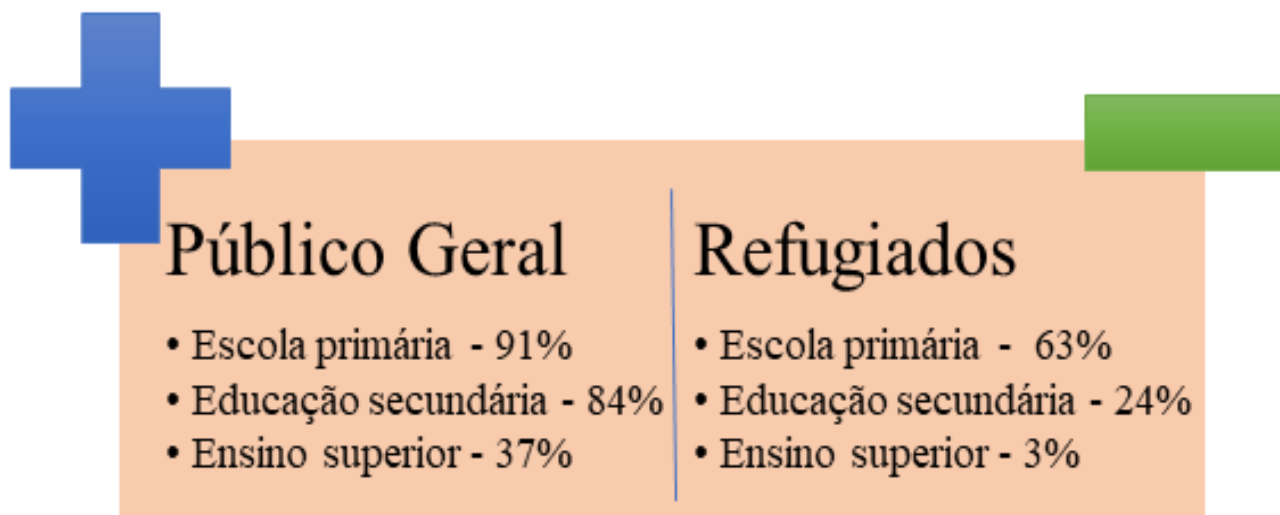 Público Geral
• Escola primária - 91%
• Educação secundária - 84%
• Ensino superior - 37%
Refugiados
• Escola primária - 63%
• Educação secundária - 24%
• Ensino superior - 3%